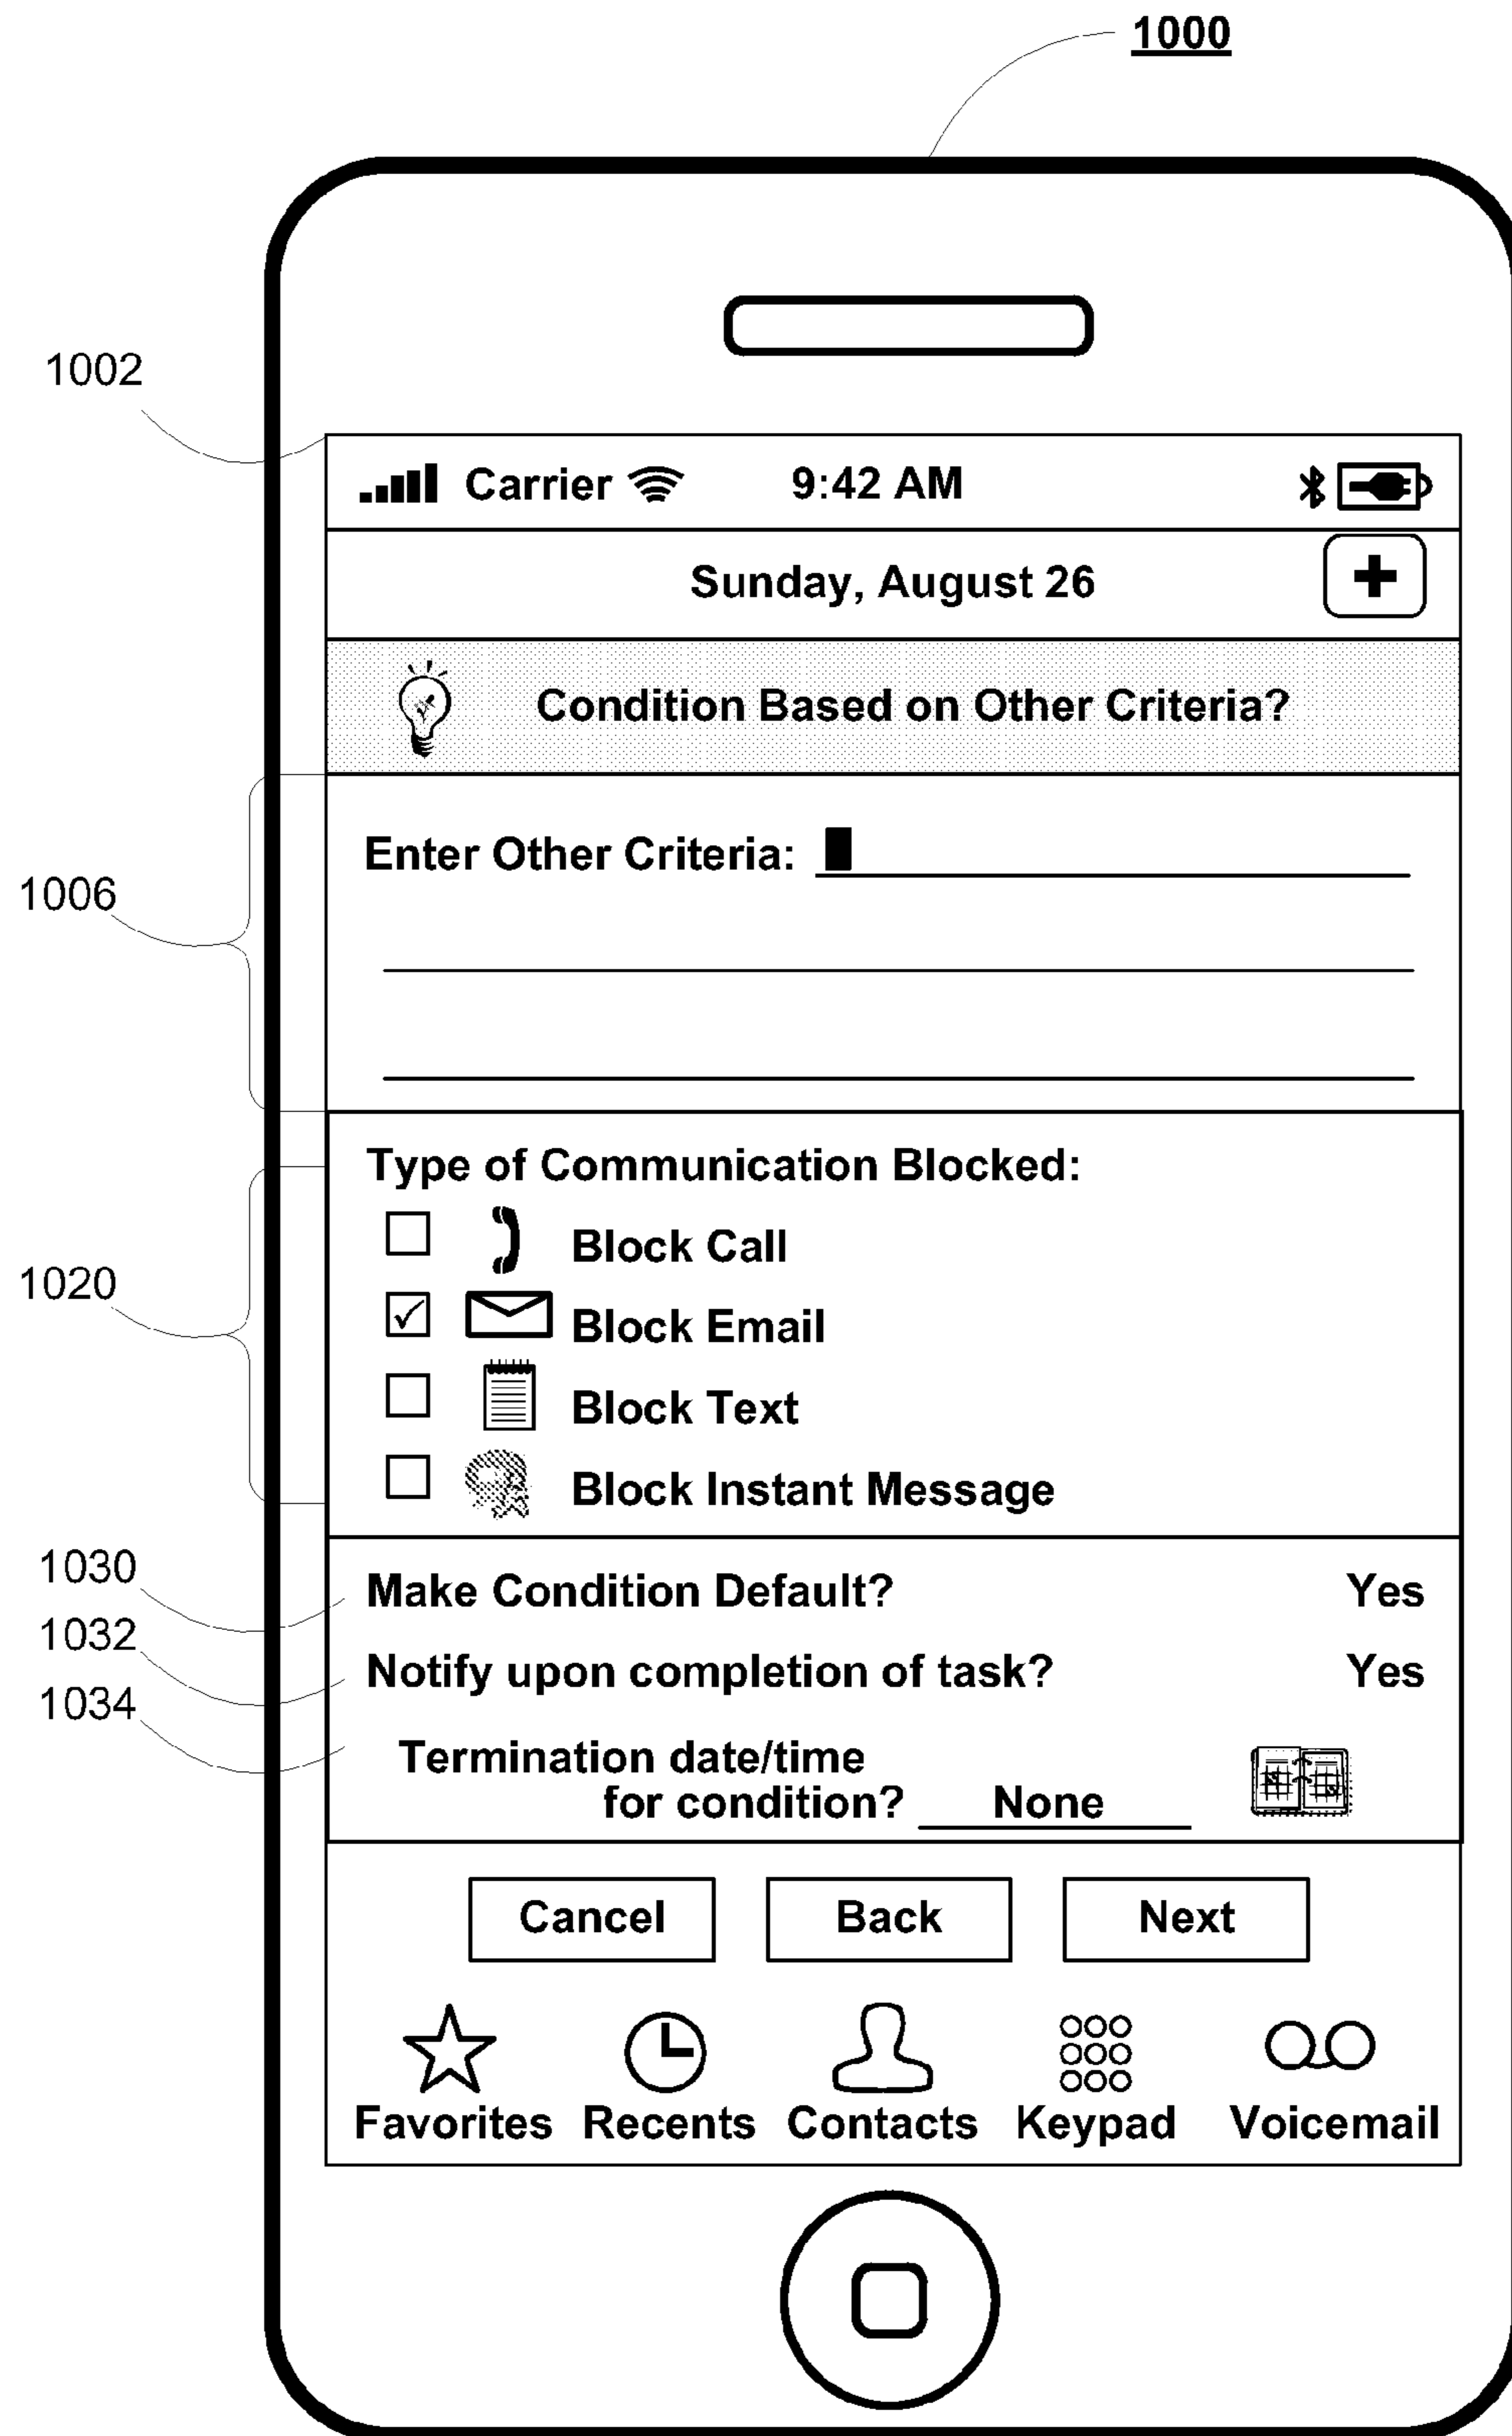 1000
1002
Carrier 9:42 AM
Sunday, August 26 +
Condition Based on Other Criteria?
1006
Enter Other Criteria:
1020
Type of Communication Blocked:
Block Call
Block Email
Block Text
Block Instant Message
1030
Make Condition Default? Yes
1032
Notify upon completion of task? Yes
1034
Termination date/time
for condition? None
Cancel Back Next
Favorites Recents Contacts Keypad Voicemail